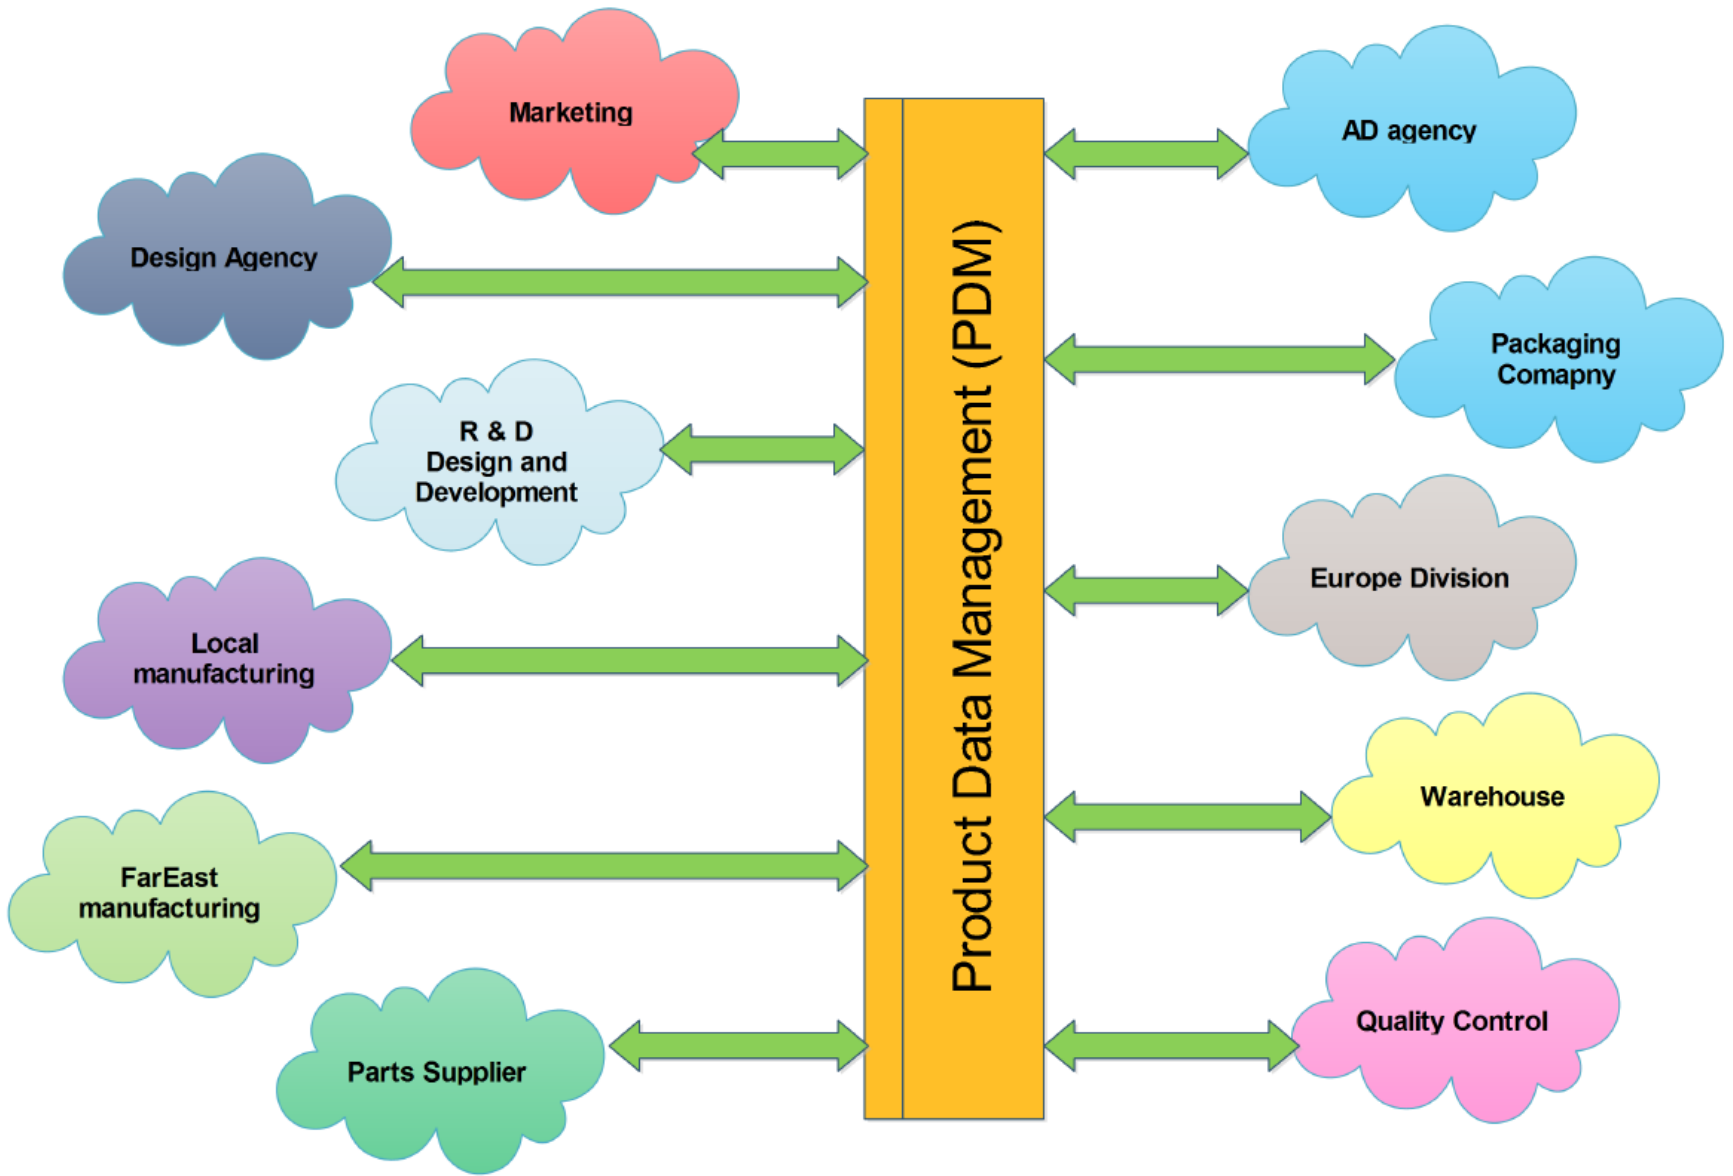 Marketing
AD agency
Design Agency
Packaging
Comapny
R & D
Design and
Development
Product Data Management (PDM)
Europe Division
Local
manufacturing
Warehouse
FarEast
manufacturing
Quality Control
Parts Supplier